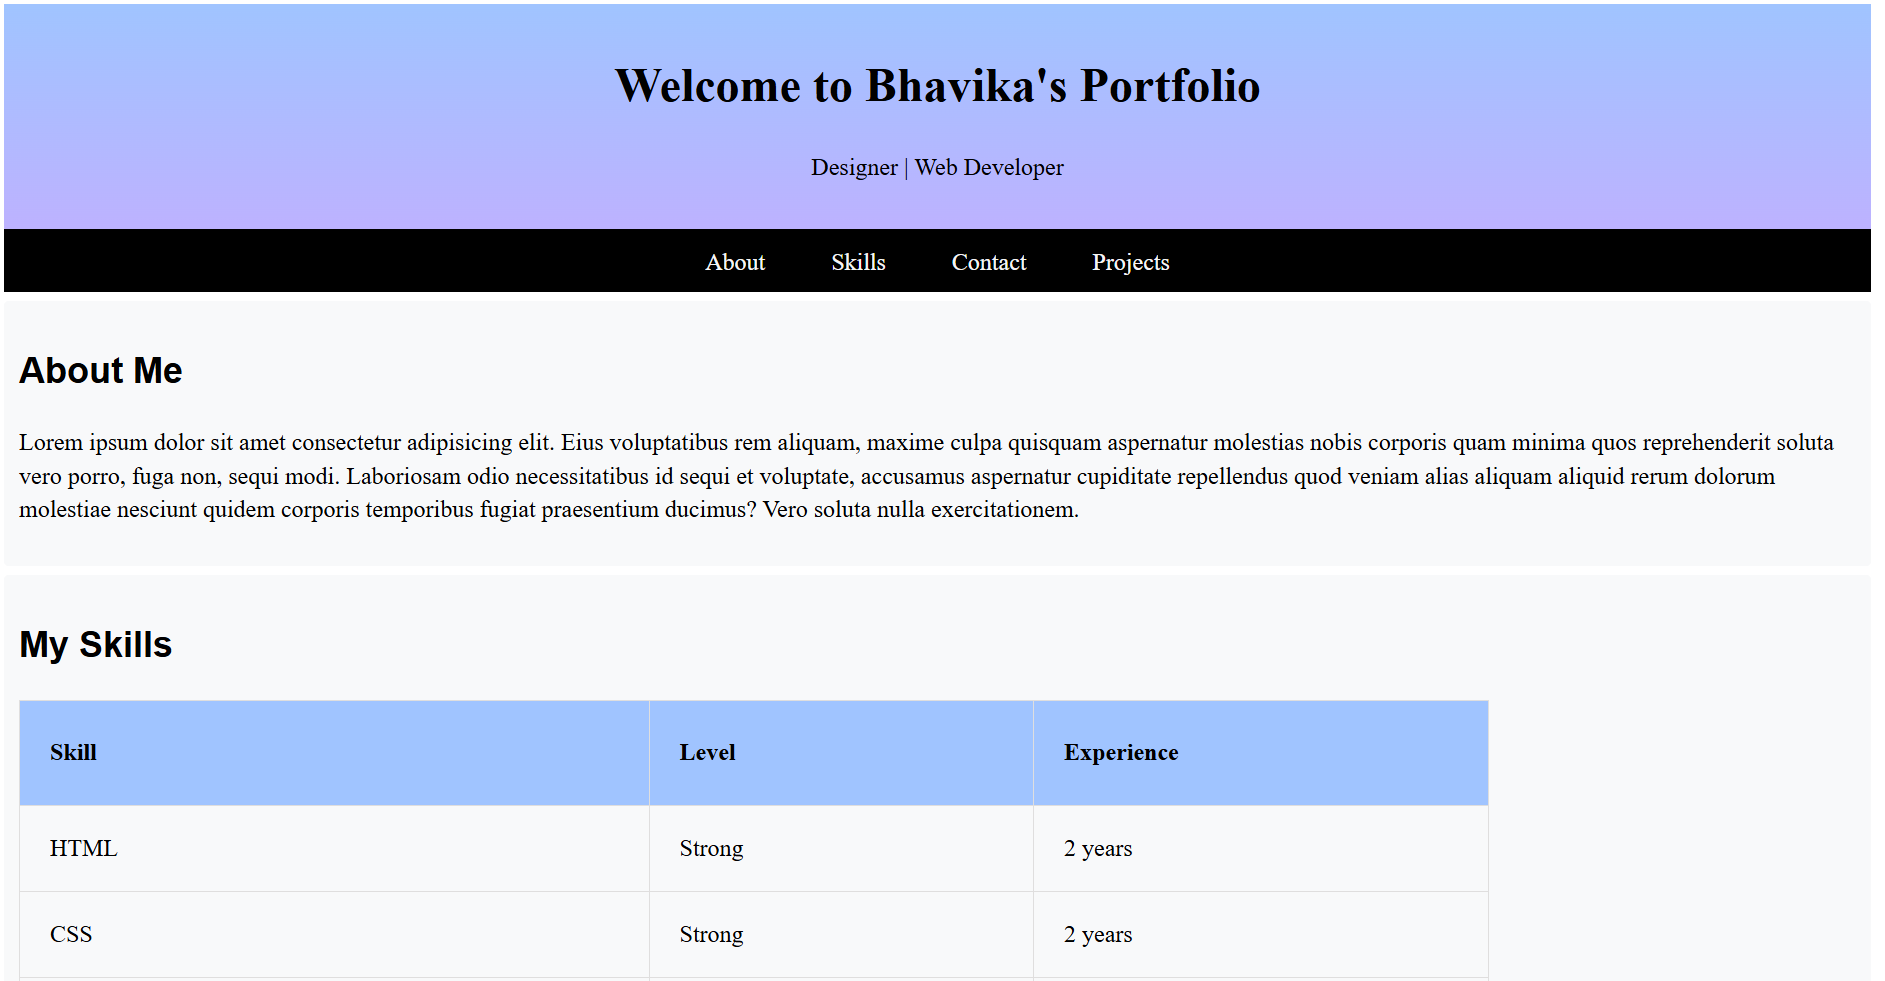 Welcome to Bhavika's Portfolio
Designer | Web Developer
About Skills Contact Projects
About Me
Lorem ipsum dolor sit amet consectetur adipisicing elit. Eius voluptatibus rem aliquam, maxime culpa quisquam aspernatur molestias nobis corporis quam minima quos reprehenderit soluta
vero porro, fuga non, sequi modi. Laboriosam odio necessitatibus id sequi et voluptate, accusamus aspernatur cupiditate repellendus quod veniam alias aliquam aliquid rerum dolorum
molestiae nesciunt quidem corporis temporibus fugiat praesentium ducimus? Vero soluta nulla exercitationem.
My Skills
Skill Level Experience
HTML Strong 2 years
CSS Strong 2 years